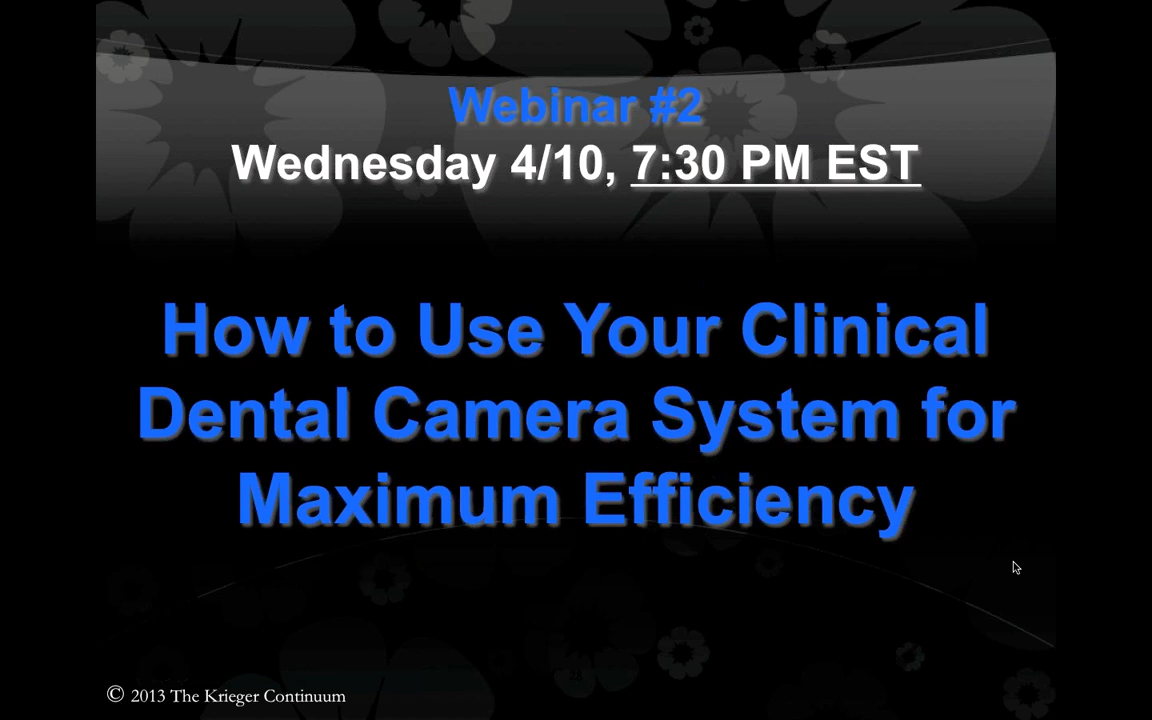 Webinar #2
Wednesday 4/10, 7:30 PM EST
How to Use Your Clinical
Dental Camera System for
Maximum Efficiency
© 2013 The Krieger Continuum